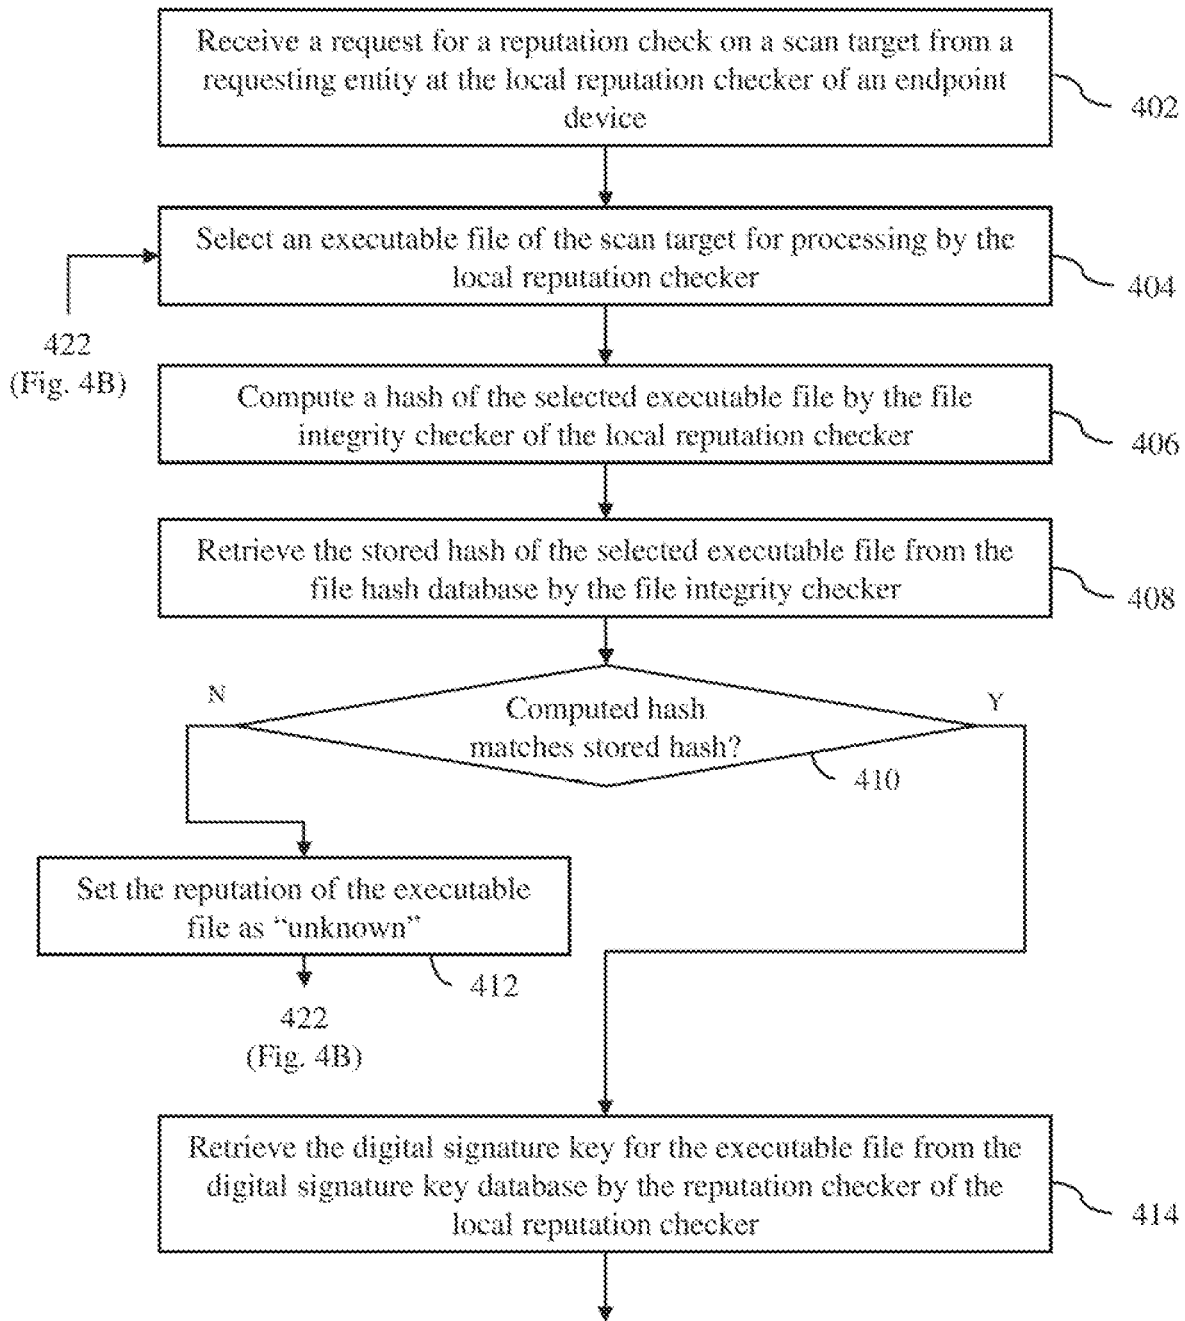 Receive a request for a reputation check on a scan target from a
requesting entity at the local reputation checker of an endpoint
device
402
Select an executable file of the scan target for processing by the
local reputation checker
404
422
(Fig. 4B)
Compute a hash of the selected executable file by the file
integrity checker of the local reputation checker
406
Retrieve the stored hash of the selected executable file from the
file hash database by the file integrity checker
408
N
Y
Computed hash
matches stored hash?
410
Set the reputation of the executable
file as “unknown”
412
422
(Fig. 4B)
Retrieve the digital signature key for the executable file from the
digital signature key database by the reputation checker of the
local reputation checker
414